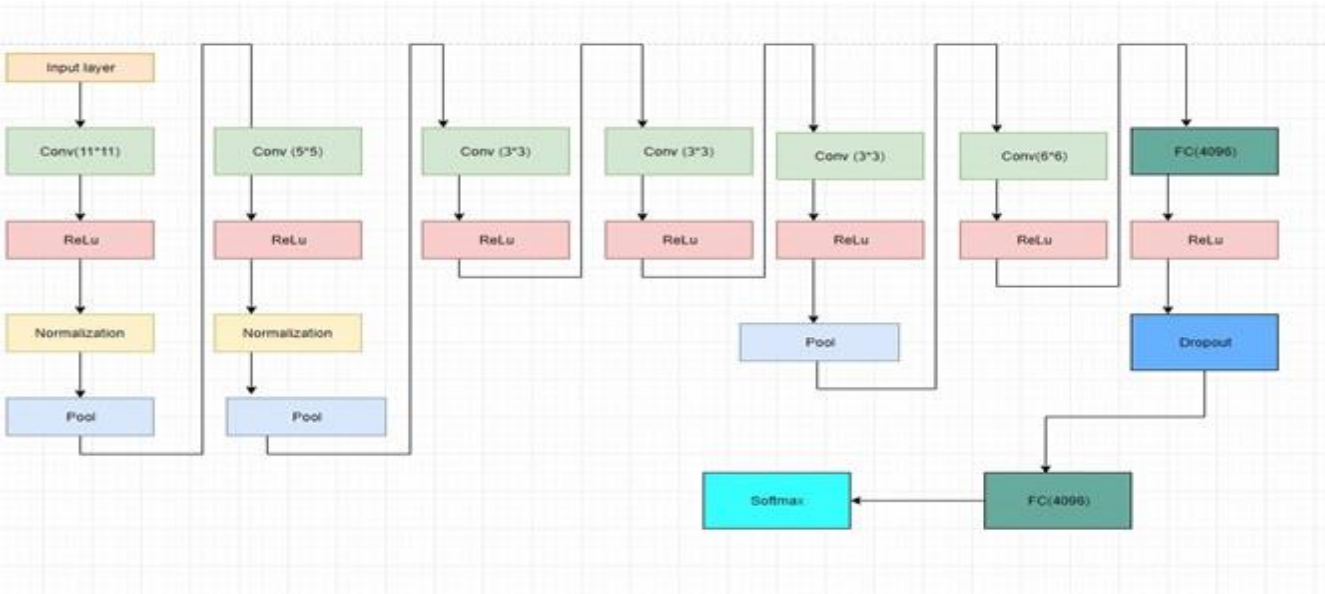 Input layer
Conv(11*11)
ReLu
Normalization
Pool
Conv (5*5)
ReLu
Normalization
Pool
Conv (3*3)
ReLu
Conv (3*3)
ReLu
Conv (3*3)
ReLu
Pool
Conv(6*6)
ReLu
FC(4096)
ReLu
Dropout
FC(4096)
Softmax